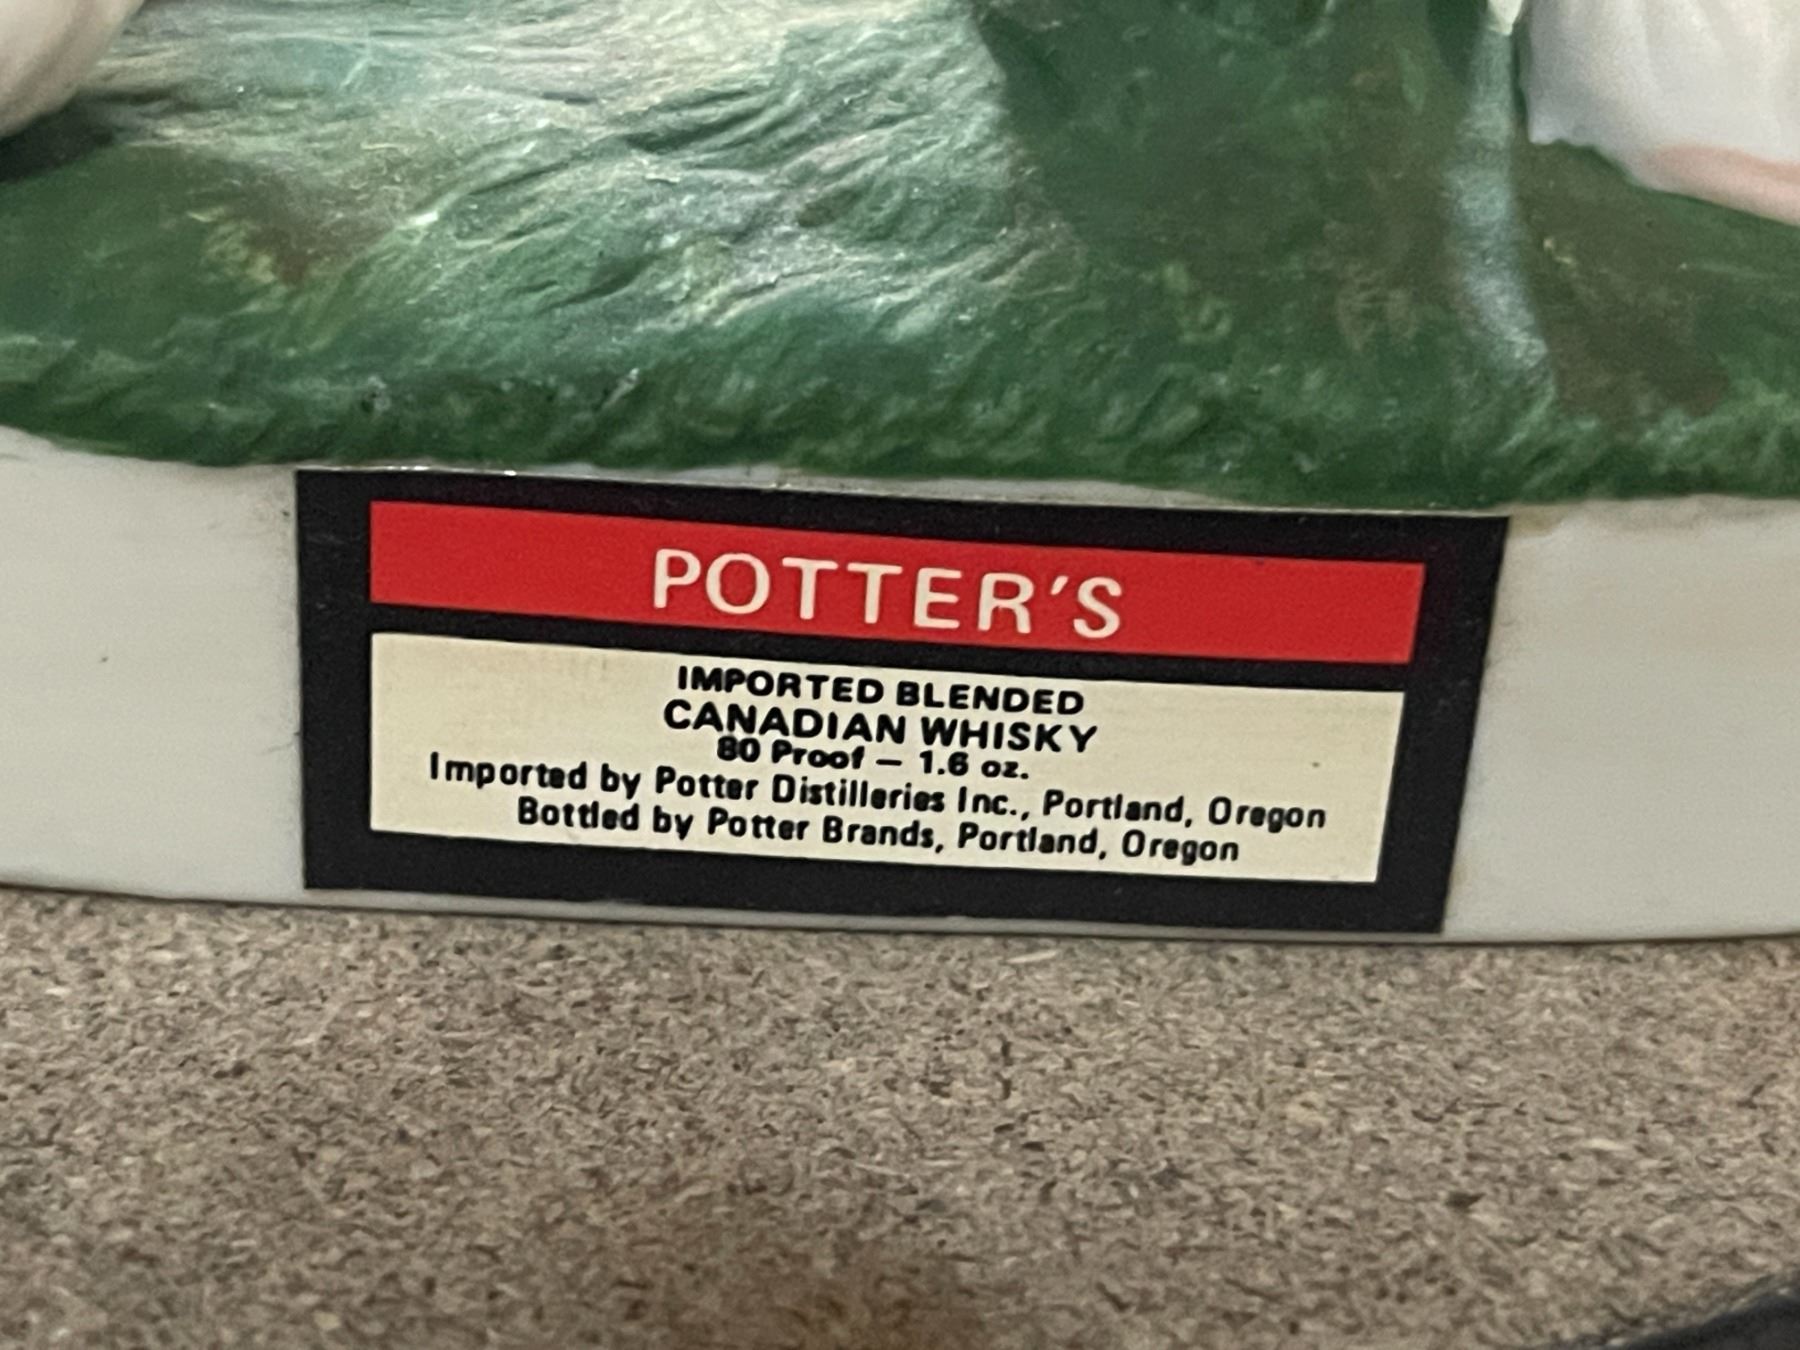 POTTER'S
IMPORTED BLENDED
CANADIAN WHISKY
80 Proof — 1.6 oz.
Imported by Potter Distilleries Inc., Portland, Oregon
Bottled by Potter Brands, Portland, Oregon